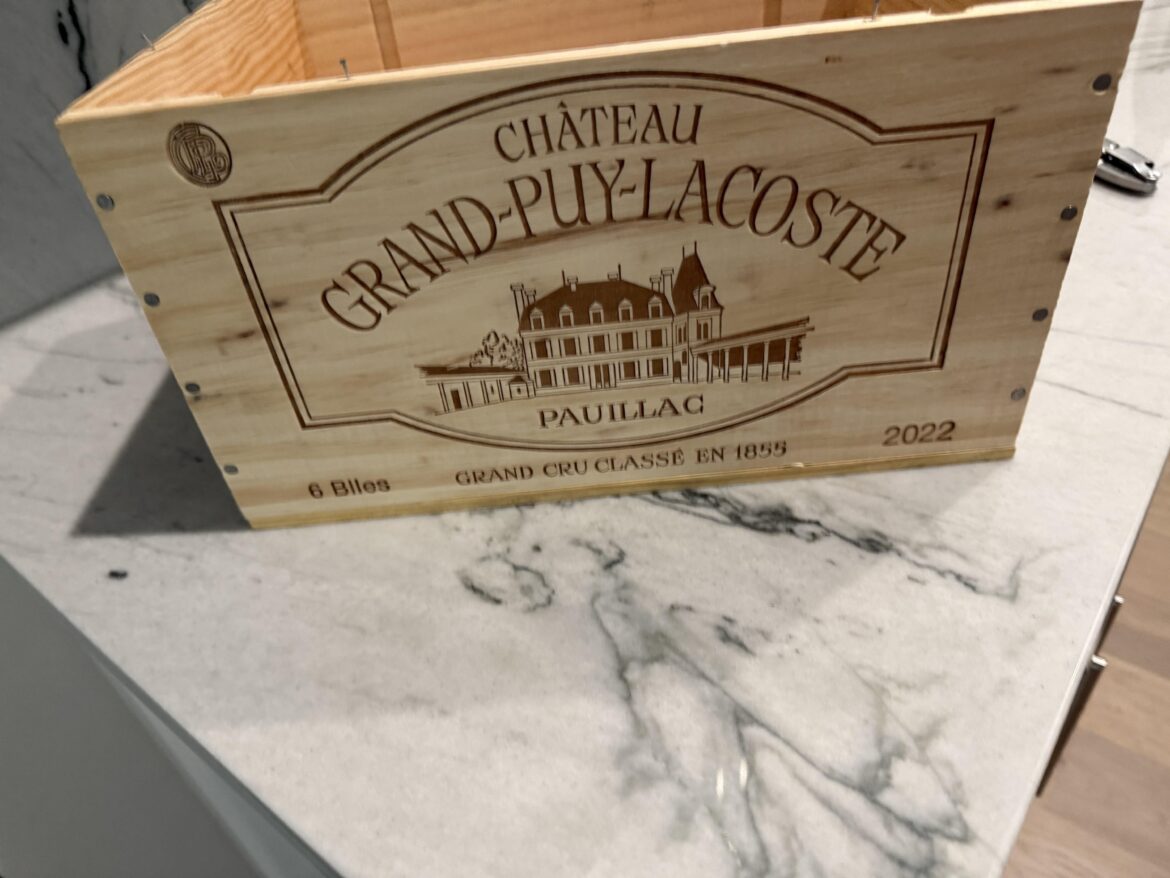 CHÂTEAU
GRAND-PUY-LACOSTE
PAUILLAC
GRAND CRU CLASSÉ EN 1855
6 Blles
2022